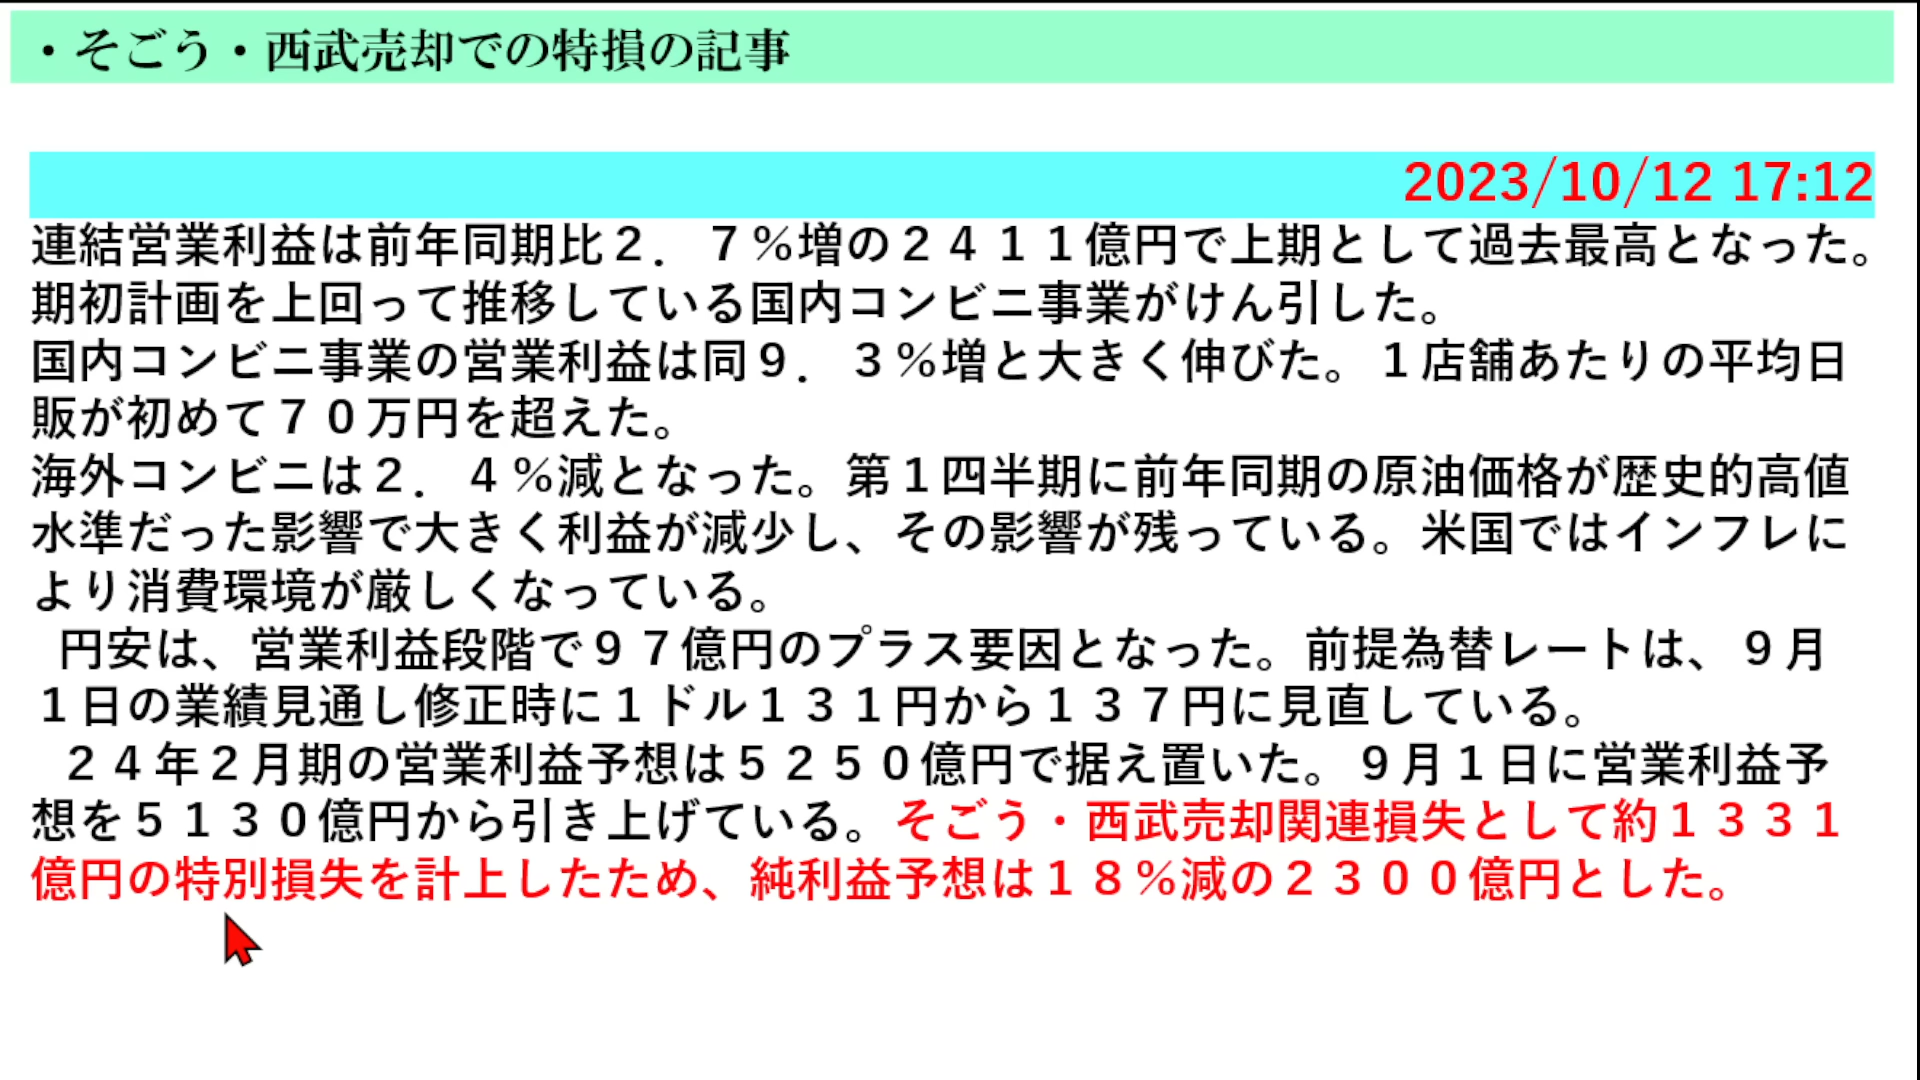 ・そごう・西武売却での特損の記事
2023/10/12 17:12
連結営業利益は前年同期比２．７％増の２４１１億円で上期として過去最高となった。
期初計画を上回って推移している国内コンビニ事業がけん引した。
国内コンビニ事業の営業利益は同９．３％増と大きく伸びた。１店舗あたりの平均日
販が初めて７０万円を超えた。
海外コンビニは２．４％減となった。第１四半期に前年同期の原油価格が歴史的高値
水準だった影響で大きく利益が減少し、その影響が残っている。米国ではインフレに
より消費環境が厳しくなっている。
円安は、営業利益段階で９７億円のプラス要因となった。前提為替レートは、９月
１日の業績見通し修正時に１ドル１３１円から１３７円に見直している。
２４年２月期の営業利益予想は５２５０億円で据え置いた。９月１日に営業利益予
想を５１３０億円から引き上げている。そごう・西武売却関連損失として約１３３１
億円の特別損失を計上したため、純利益予想は１８％減の２３００億円とした。